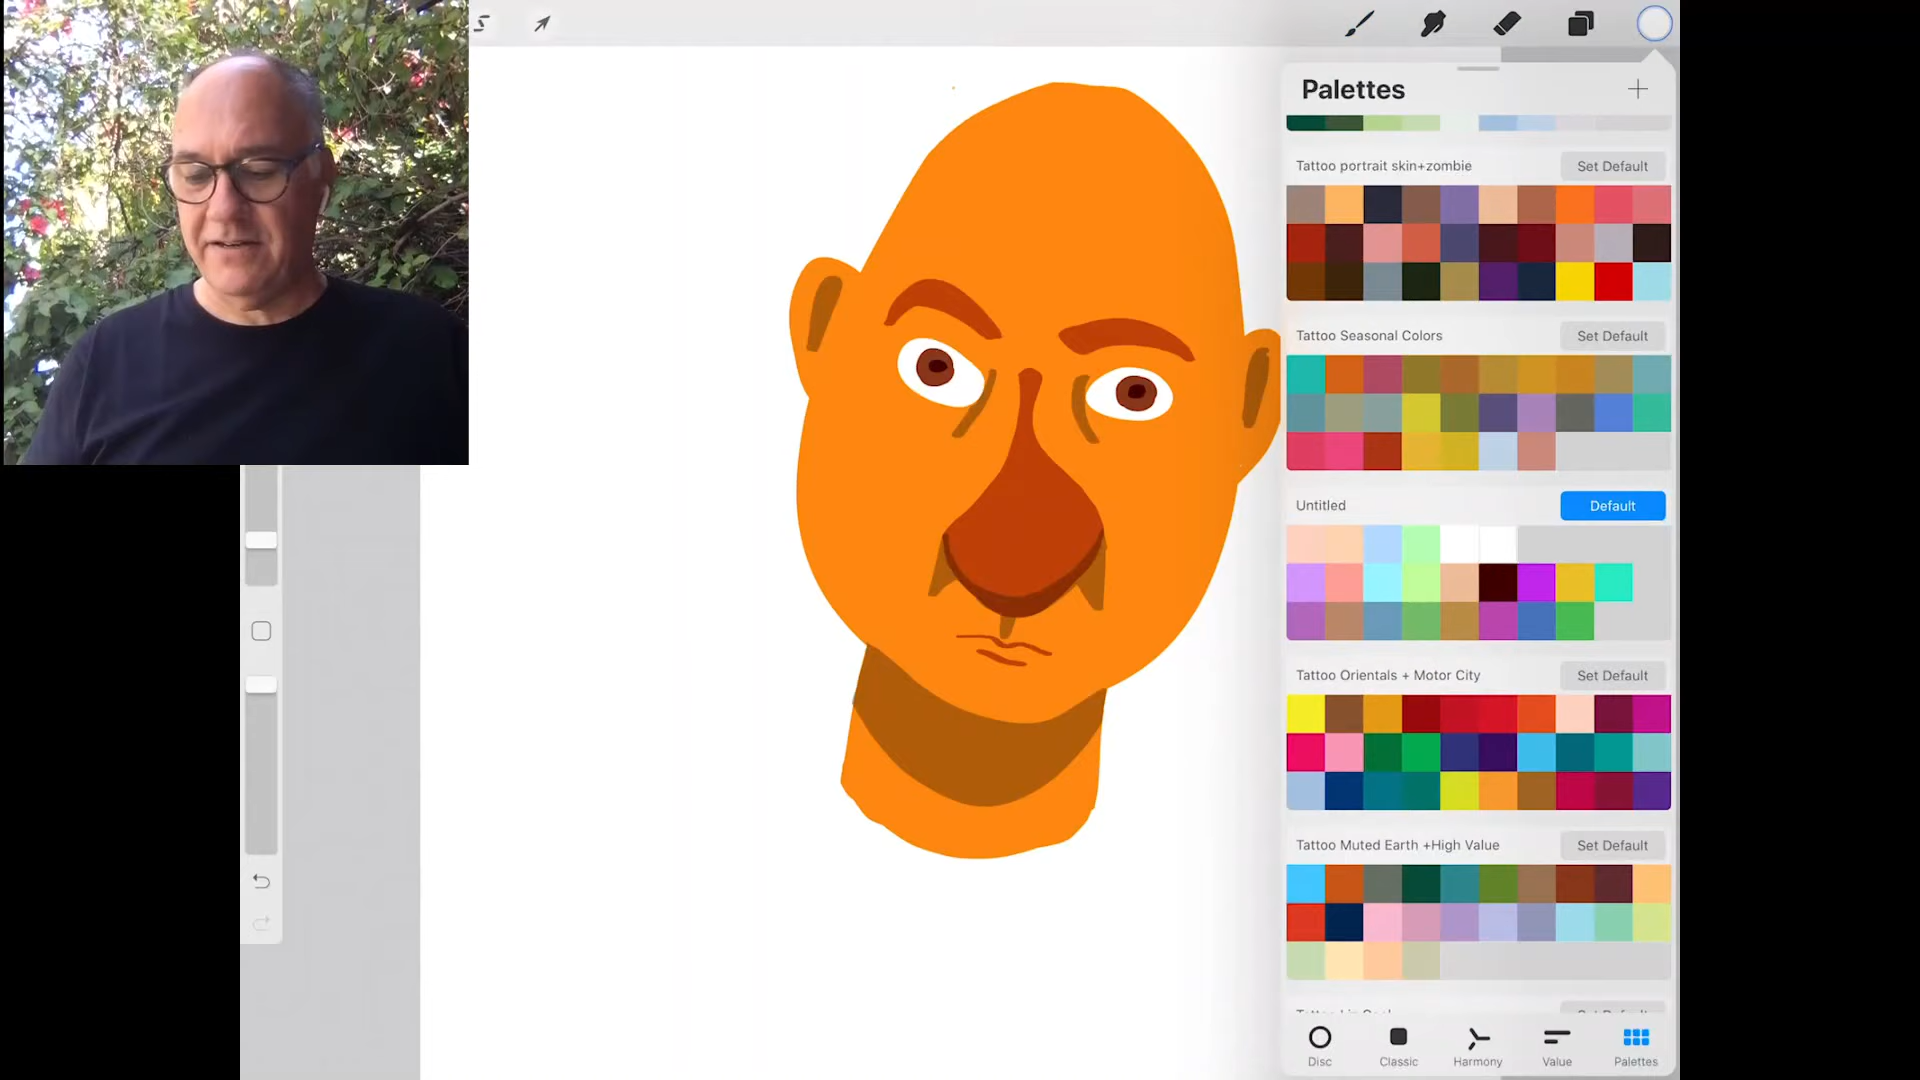 Palettes
Tattoo portrait skin+zombie
Set Default
Tattoo Seasonal Colors
Set Default
Untitled
Default
Tattoo Orientals + Motor City
Set Default
Tattoo Muted Earth +High Value
Set Default
Disc
Classic
Harmony
Value
Palettes